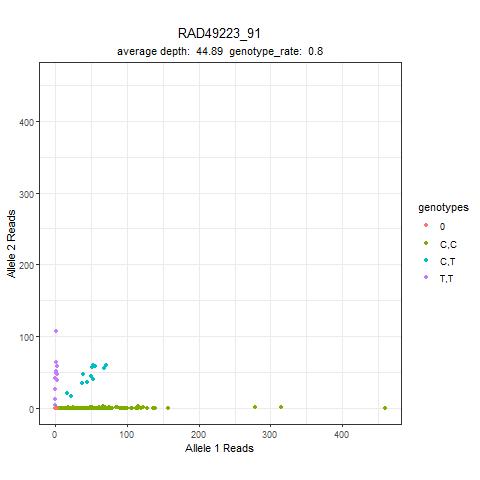 RAD49223_91
average depth: 44.89 genotype_rate: 0.8
400
300
200
100
0
Allele 2 Reads
0 100 200 300 400
Allele 1 Reads
genotypes
0
C,C
C,T
T,T